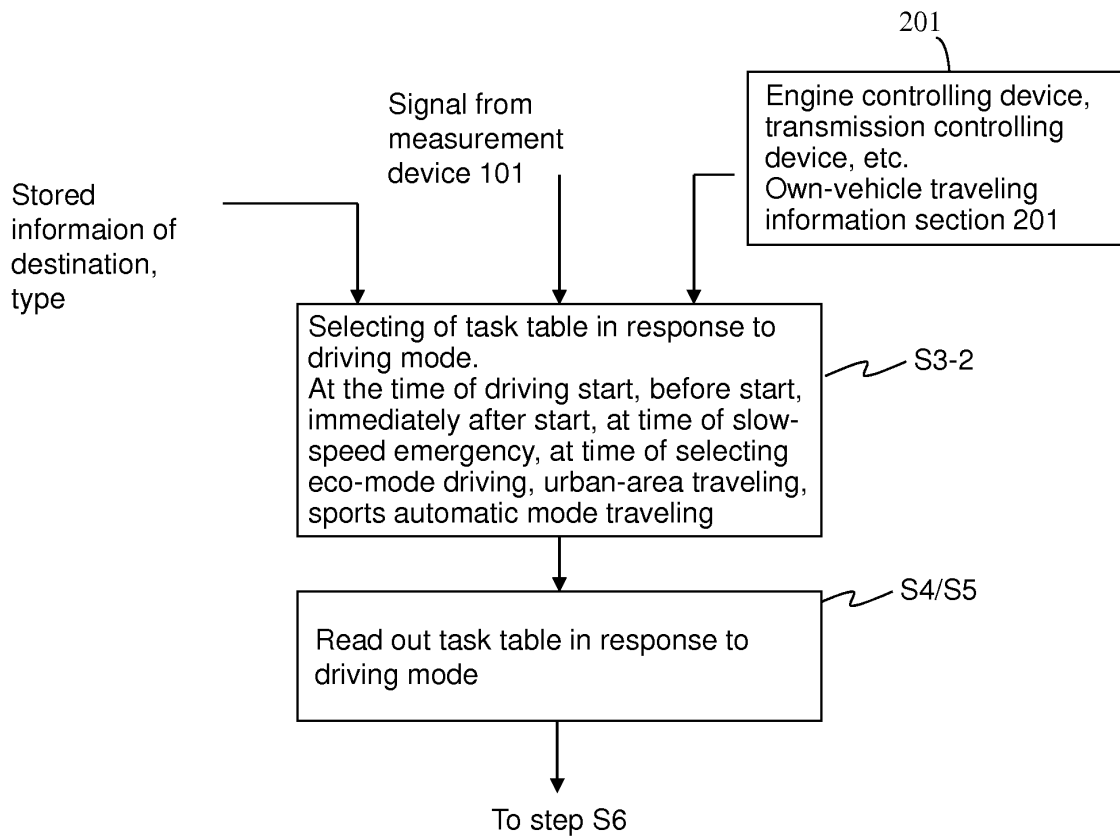 201
Engine controlling device,
transmission controlling
device, etc.
Own-vehicle traveling
information section 201
Signal from
measurement
device 101
Stored
informaion of
destination,
type
Selecting of task table in response to
driving mode.
At the time of driving start, before start,
immediately after start, at time of slow-
speed emergency, at time of selecting
eco-mode driving, urban-area traveling,
sports automatic mode traveling
S3-2
S4/S5
Read out task table in response to
driving mode
To step S6